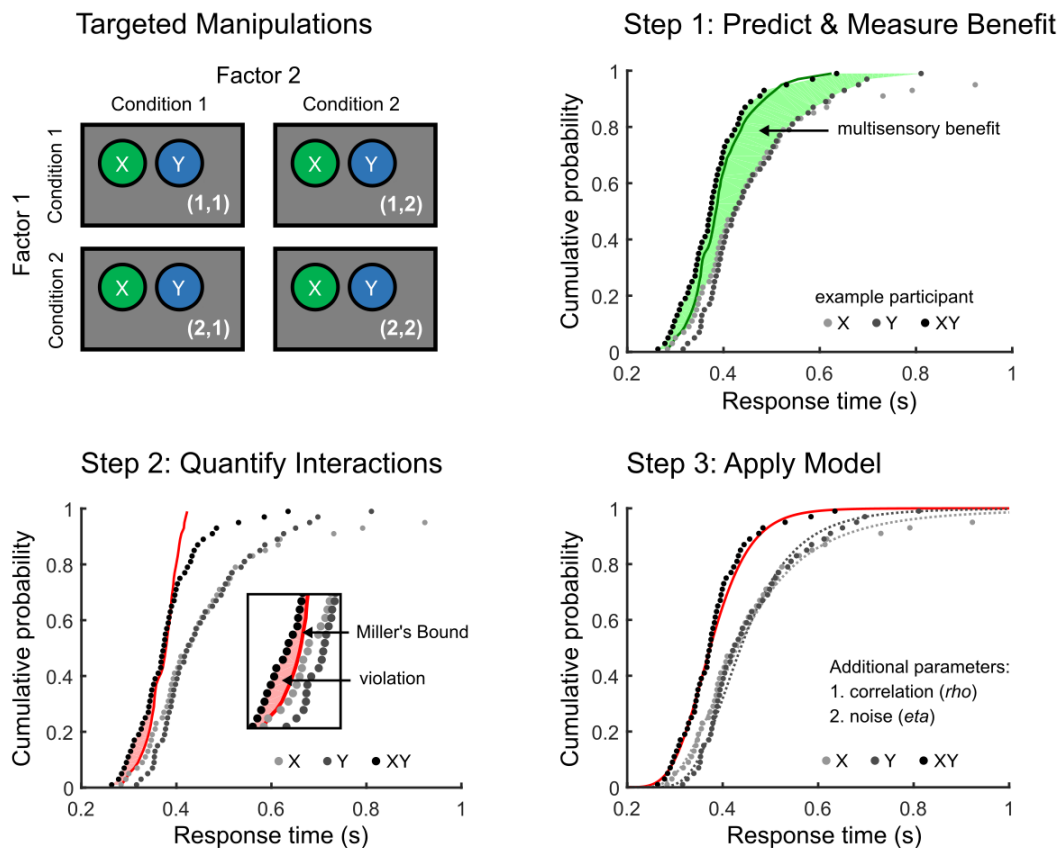 Targeted Manipulations
Factor 2
Condition 1 Condition 2
Factor 1
Condition 1
Condition 2
X Y
(1,1)
X Y
(1,2)
X Y
(2,1)
X Y
(2,2)
Step 1: Predict & Measure Benefit
Cumulative probability
1
0.8
0.6
0.4
0.2
0
multisensory benefit
example participant
X Y XY
0.2 0.4 0.6 0.8 1
Response time (s)
Step 2: Quantify Interactions
Cumulative probability
1
0.8
0.6
0.4
0.2
0
Miller's Bound
violation
X Y XY
0.2 0.4 0.6 0.8 1
Response time (s)
Step 3: Apply Model
Cumulative probability
1
0.8
0.6
0.4
0.2
0
Additional parameters:
1. correlation (rho)
2. noise (eta)
X Y XY
0.2 0.4 0.6 0.8 1
Response time (s)